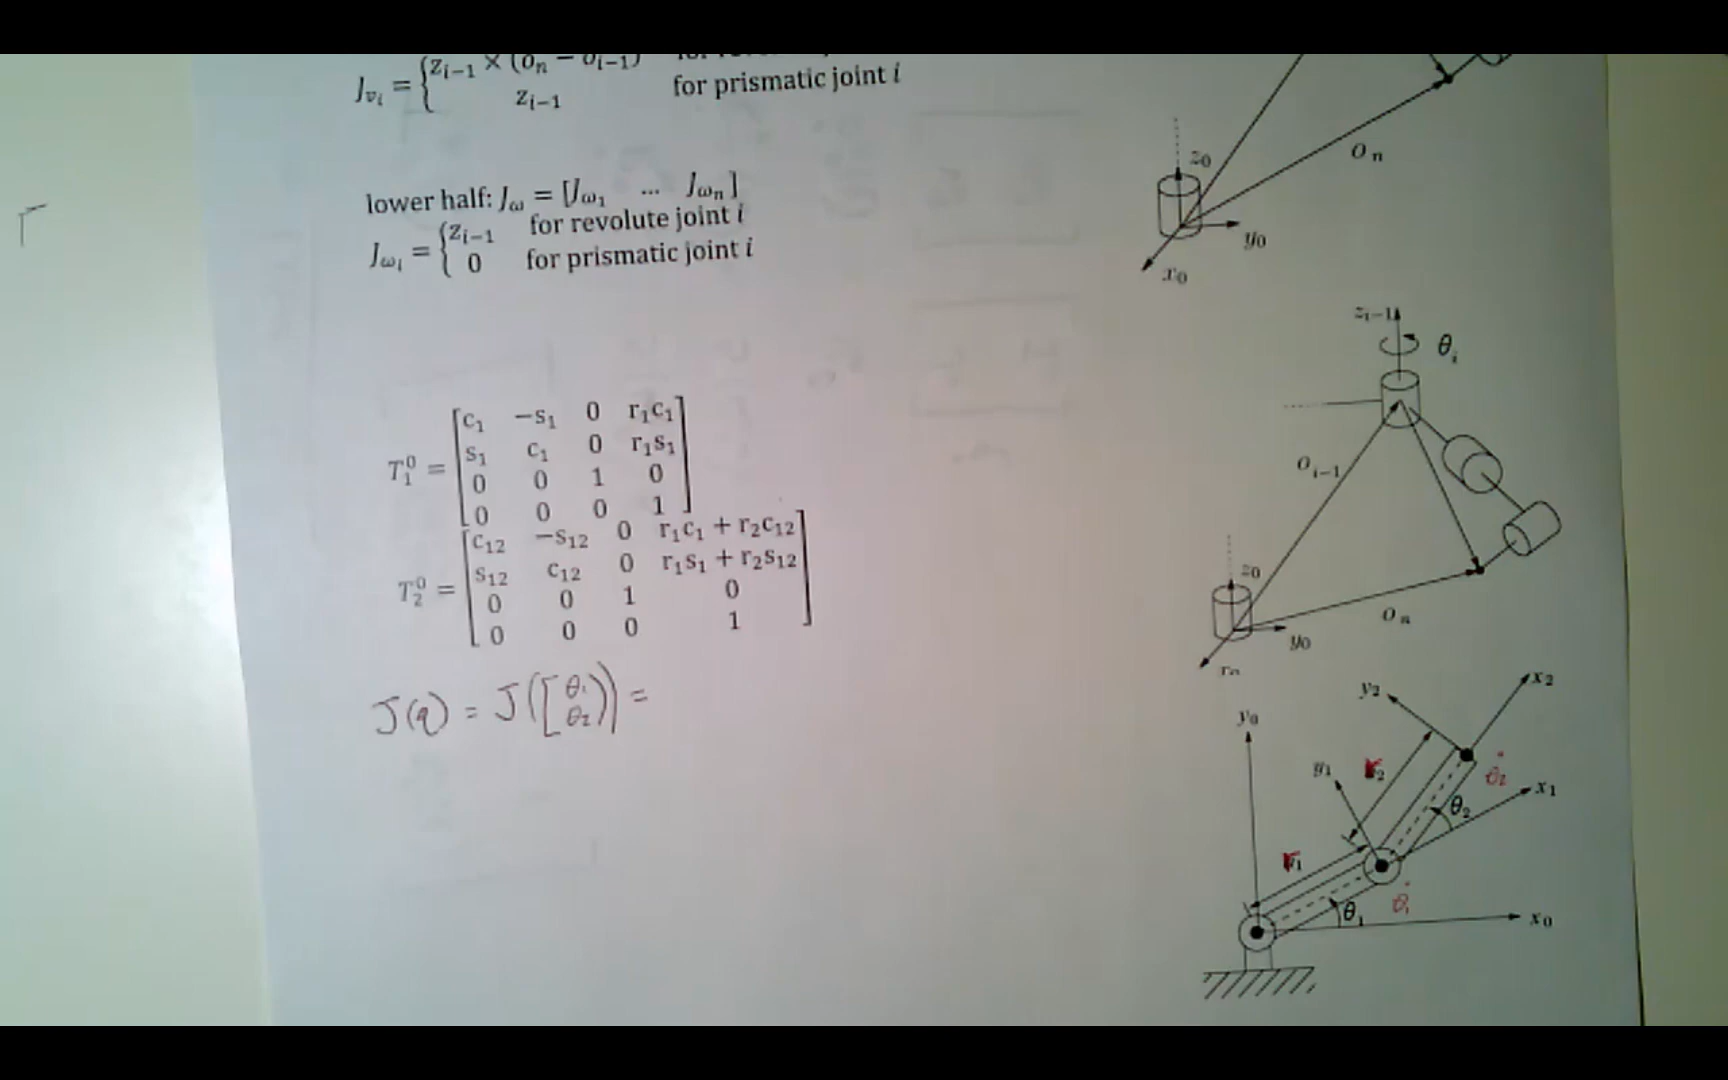 J_{v_i} = { z_{i−1} × (o_n − o_{i−1})
z_{i−1} for prismatic joint i
lower half: J_ω = [J_{ω_1} ... J_{ω_n}]
J_{ω_i} = { z_{i−1} for revolute joint i
0 for prismatic joint i
T_1^0 = [ c_1 −s_1 0 r_1c_1
s_1 c_1 0 r_1s_1
0 0 1 0
0 0 0 1 ]
T_2^0 = [ c_12 −s_12 0 r_1c_1 + r_2c_12
s_12 c_12 0 r_1s_1 + r_2s_12
0 0 1 0
0 0 0 1 ]
J(q) = J([ θ_1
θ_2 ]) =
z_0
o_n
y_0
x_0
z_{i−1}
θ_i
o_{i−1}
z_0
o_n
y_0
y_0
y_2
x_2
y_1
r_2
θ̇_2
x_1
θ_2
r_1
θ_1
θ̇_1
x_0